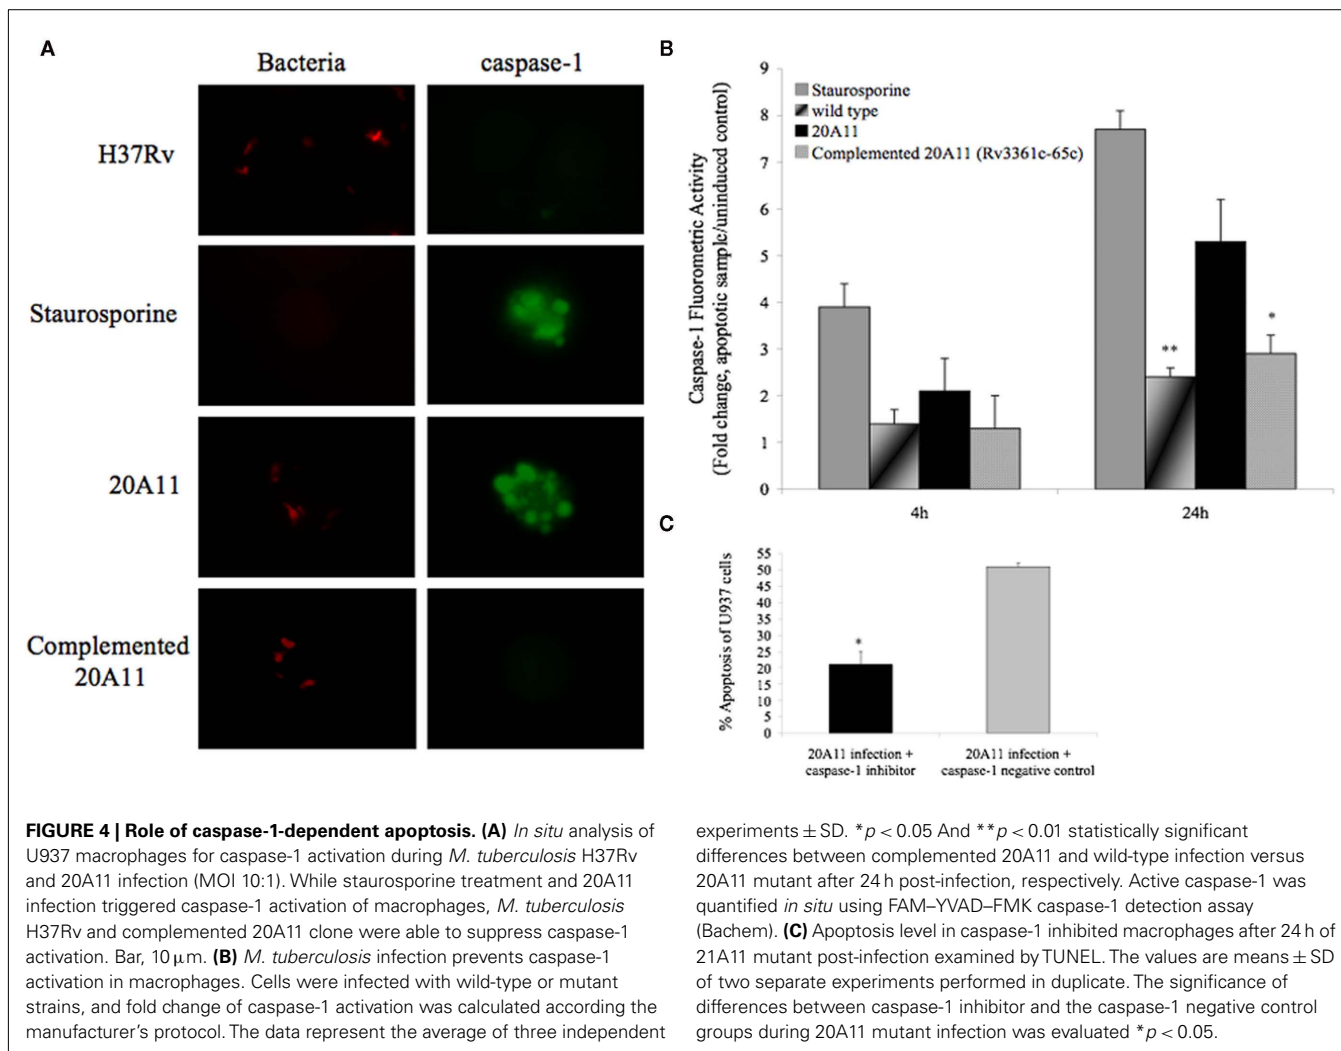 A
Bacteria
caspase-1
H37Rv
Staurosporine
20A11
Complemented
20A11
B
Caspase-1 Fluorometric Activity
(Fold change, apoptotic sample/uninduced control)
9
8
7
6
5
4
3
2
1
0
Staurosporine
wild type
20A11
Complemented 20A11 (Rv3361c-65c)
**
*
4h
24h
C
% Apoptosis of U937 cells
55
50
45
40
35
30
25
20
15
10
5
0
*
20A11 infection +
caspase-1 inhibitor
20A11 infection +
caspase-1 negative control
FIGURE 4 | Role of caspase-1-dependent apoptosis. (A) In situ analysis of
U937 macrophages for caspase-1 activation during M. tuberculosis H37Rv
and 20A11 infection (MOI 10:1). While staurosporine treatment and 20A11
infection triggered caspase-1 activation of macrophages, M. tuberculosis
H37Rv and complemented 20A11 clone were able to suppress caspase-1
activation. Bar, 10 μm. (B) M. tuberculosis infection prevents caspase-1
activation in macrophages. Cells were infected with wild-type or mutant
strains, and fold change of caspase-1 activation was calculated according the
manufacturer's protocol. The data represent the average of three independent
experiments ± SD. *p < 0.05 And **p < 0.01 statistically significant
differences between complemented 20A11 and wild-type infection versus
20A11 mutant after 24 h post-infection, respectively. Active caspase-1 was
quantified in situ using FAM–YVAD–FMK caspase-1 detection assay
(Bachem). (C) Apoptosis level in caspase-1 inhibited macrophages after 24 h of
21A11 mutant post-infection examined by TUNEL. The values are means ± SD
of two separate experiments performed in duplicate. The significance of
differences between caspase-1 inhibitor and the caspase-1 negative control
groups during 20A11 mutant infection was evaluated *p < 0.05.